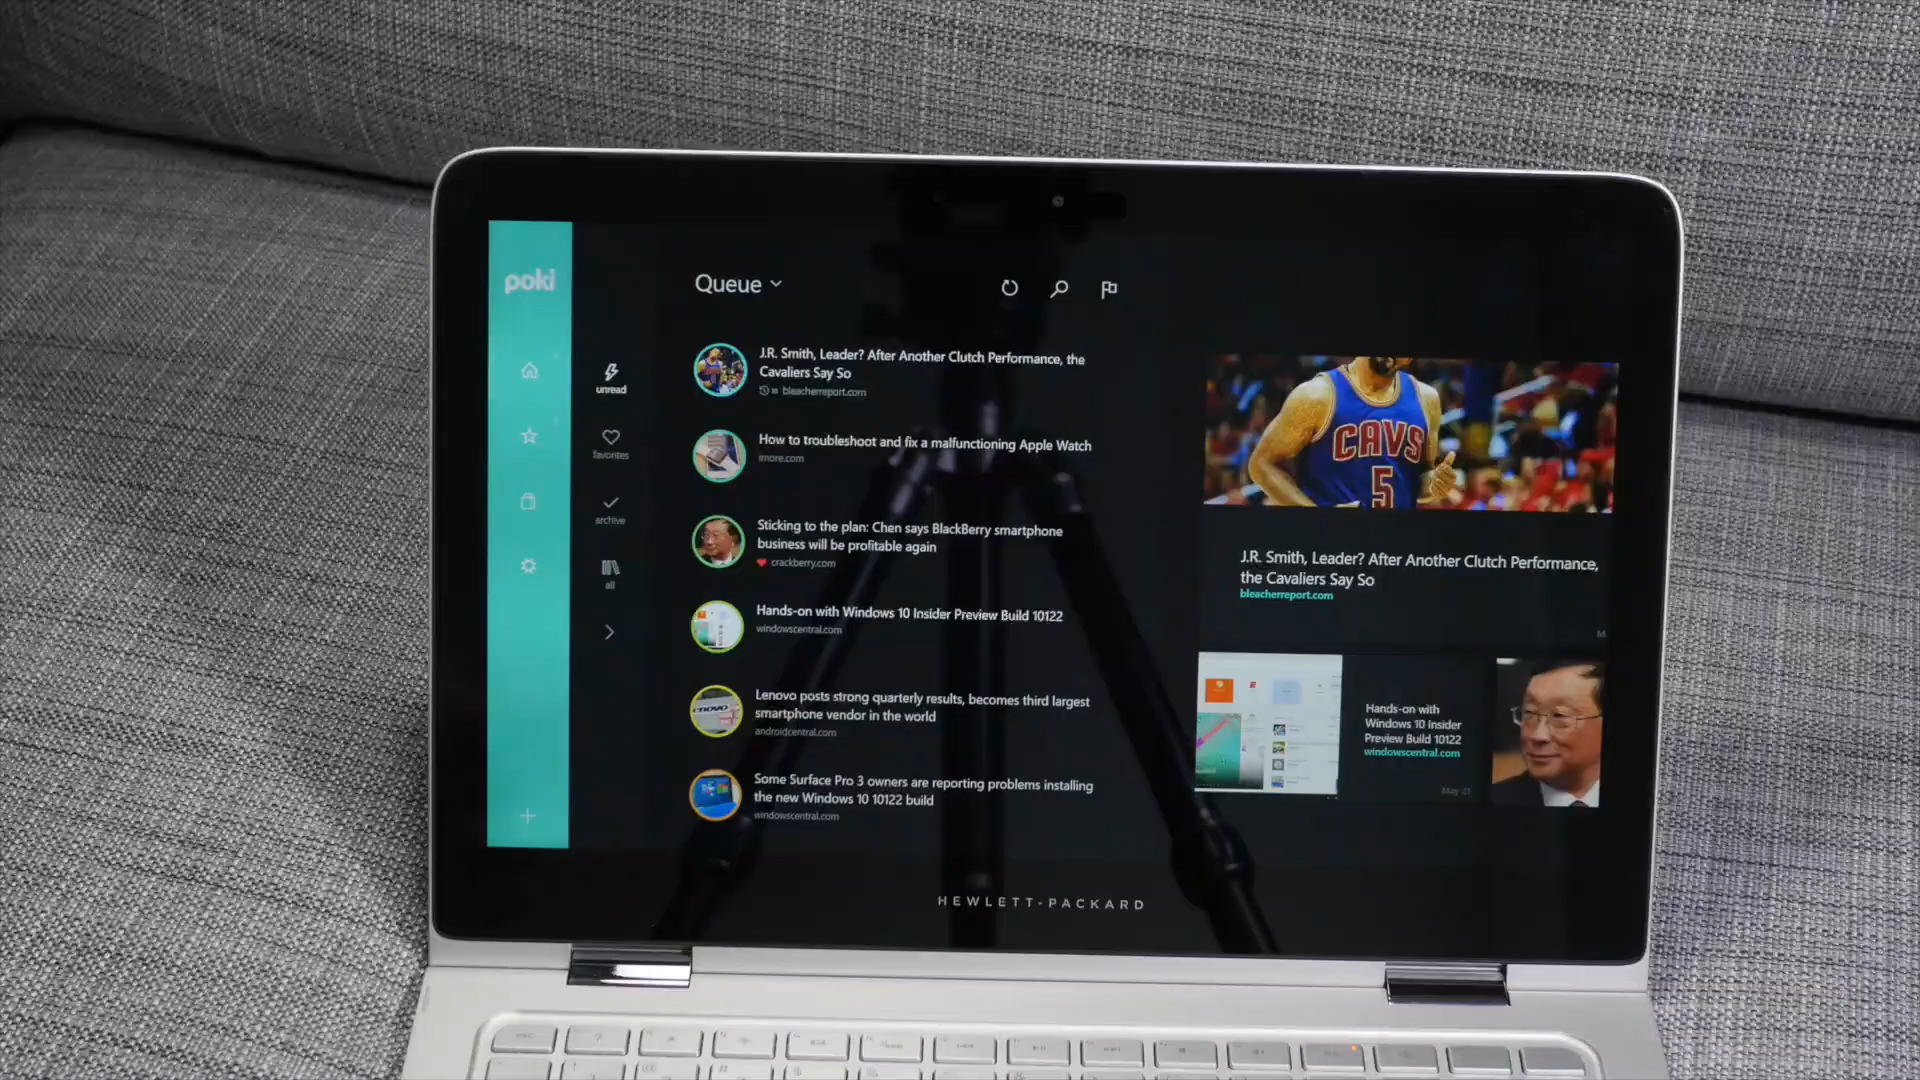 poki
unread
favorites
archive
all
Queue
J.R. Smith, Leader? After Another Clutch Performance, the
Cavaliers Say So
bleacherreport.com
How to troubleshoot and fix a malfunctioning Apple Watch
imore.com
Sticking to the plan: Chen says BlackBerry smartphone
business will be profitable again
crackberry.com
Hands-on with Windows 10 Insider Preview Build 10122
windowscentral.com
Lenovo posts strong quarterly results, becomes third largest
smartphone vendor in the world
androidcentral.com
Some Surface Pro 3 owners are reporting problems installing
the new Windows 10 10122 build
windowscentral.com
CAVS
5
J.R. Smith, Leader? After Another Clutch Performance,
the Cavaliers Say So
bleacherreport.com
M
Hands-on with
Windows 10 Insider
Preview Build 10122
windowscentral.com
May 21
HEWLETT-PACKARD
esc